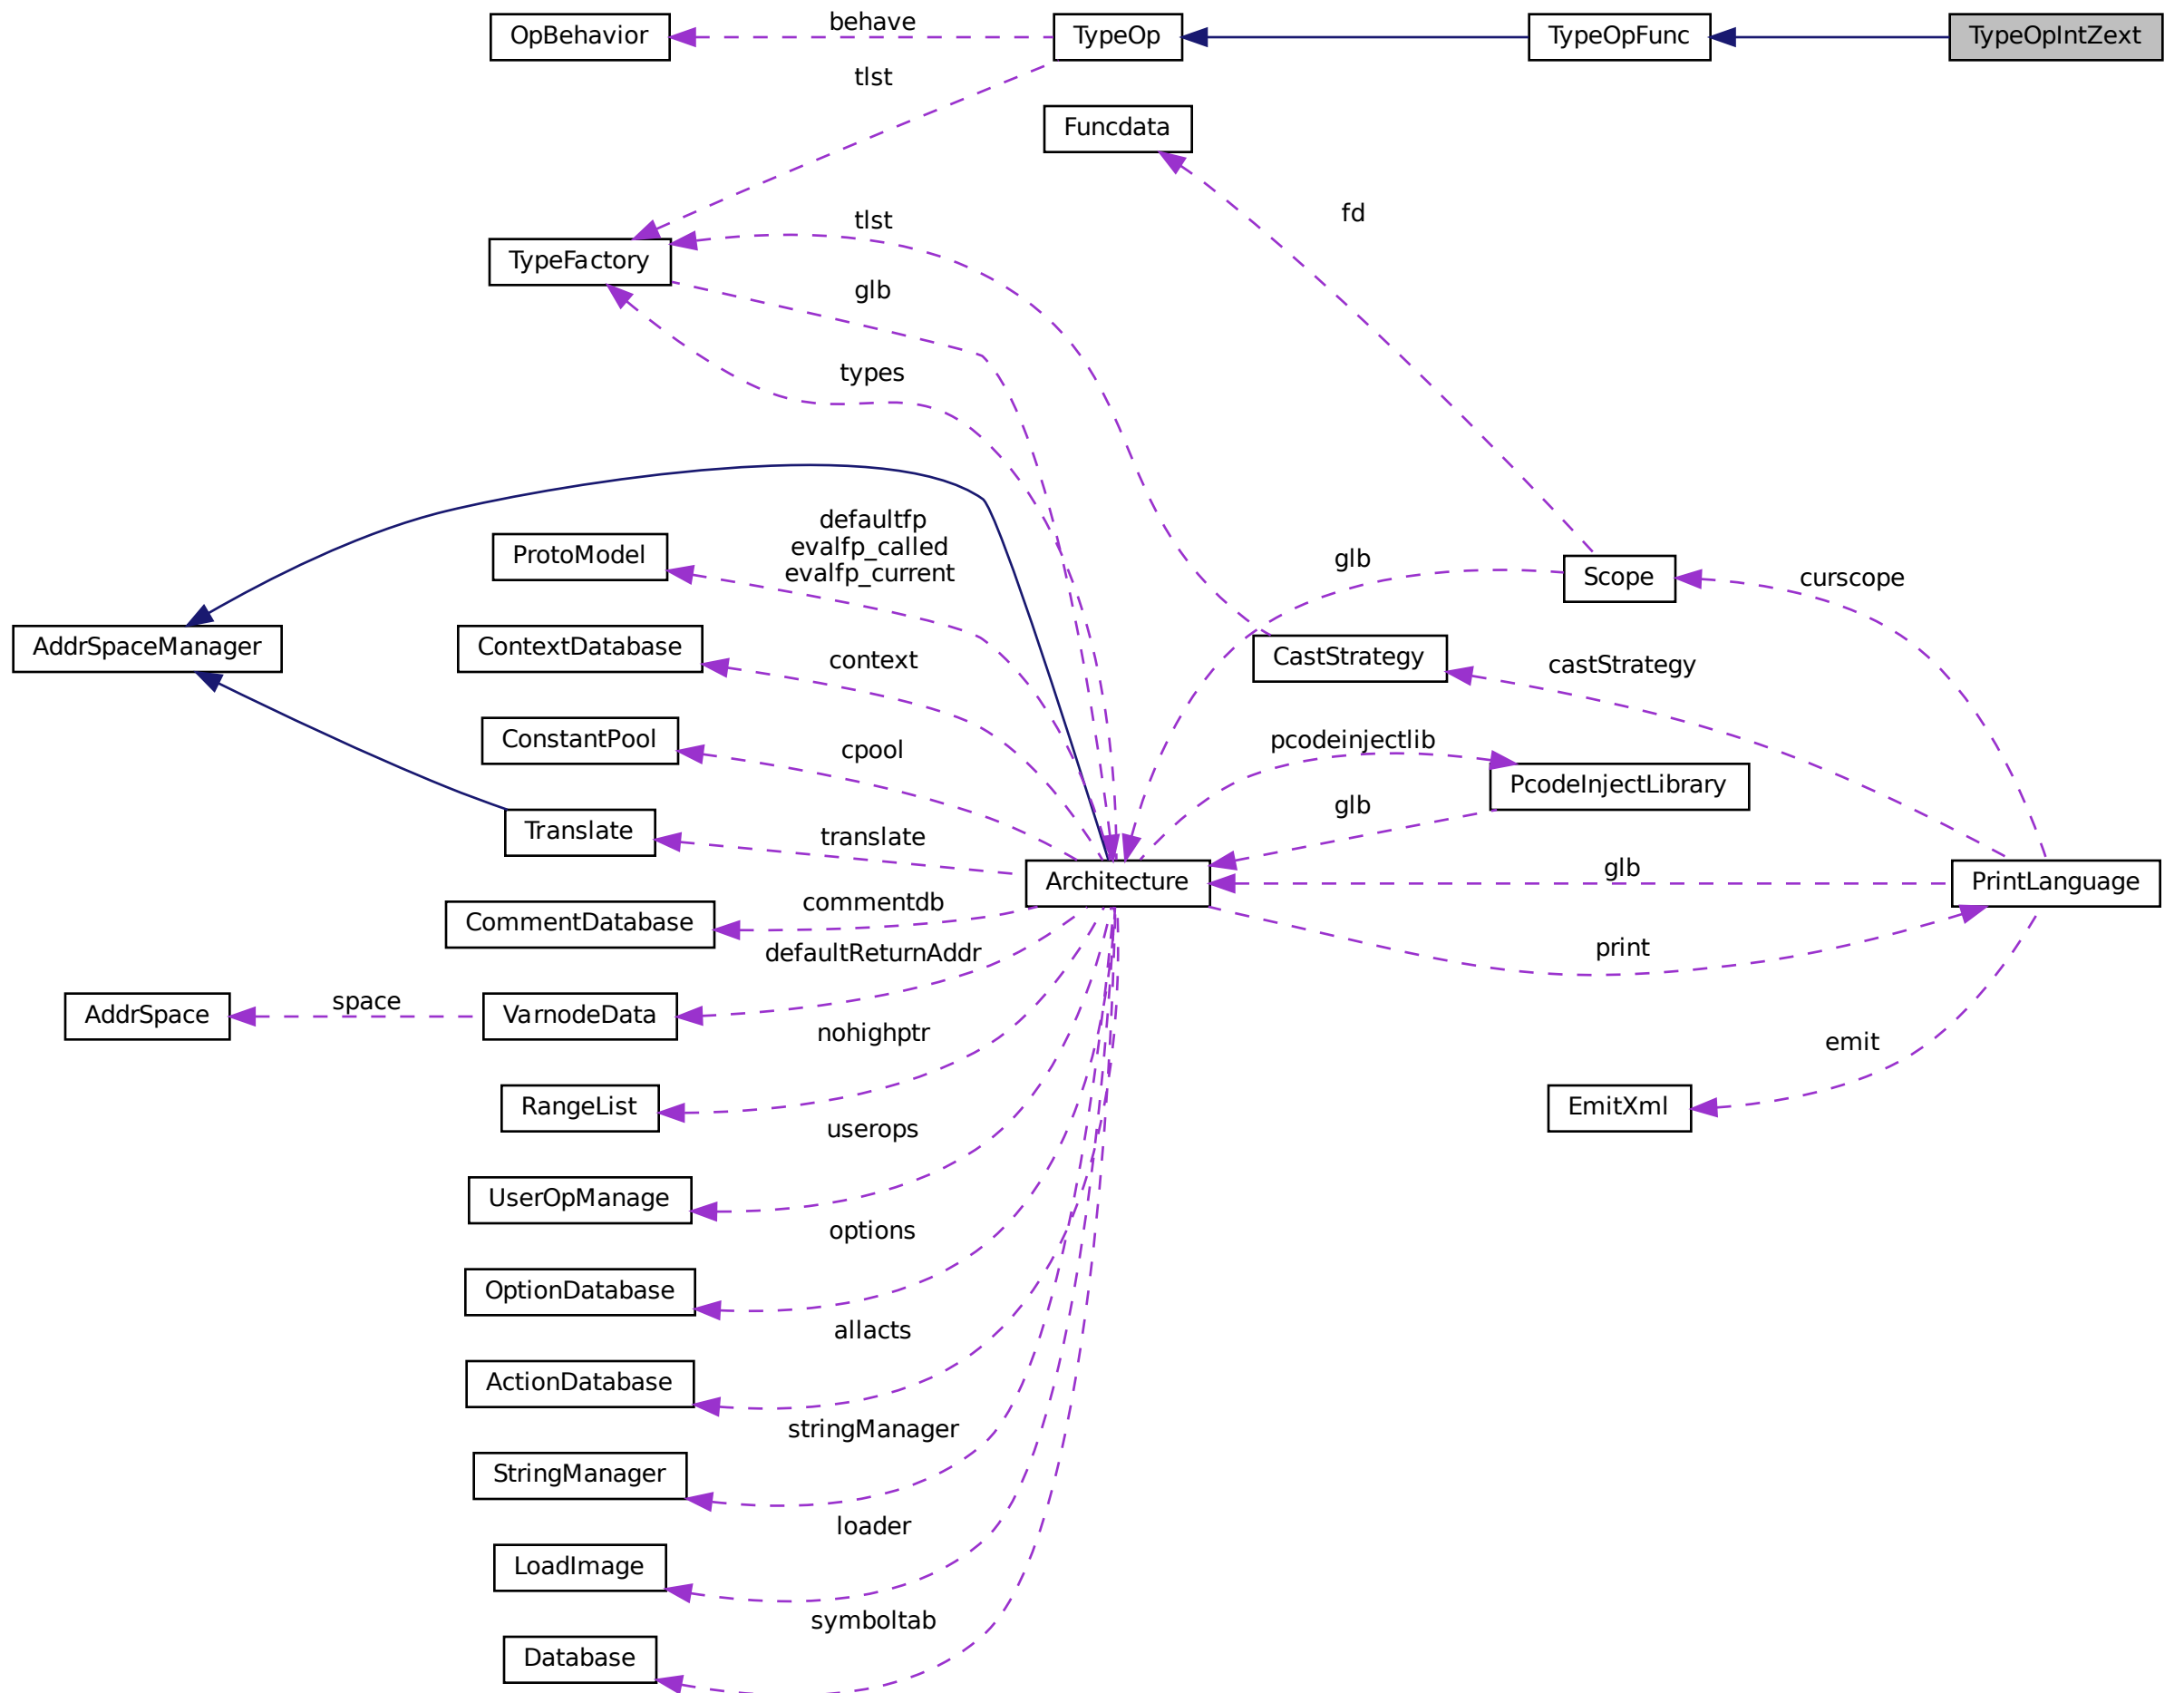 OpBehavior
behave
TypeOp
TypeOpFunc
TypeOpIntZext
tlst
Funcdata
fd
tlst
TypeFactory
glb
types
defaultfp
evalfp_called
evalfp_current
ProtoModel
glb
Scope
curscope
AddrSpaceManager
ContextDatabase
context
CastStrategy
castStrategy
ConstantPool
cpool
pcodeinjectlib
PcodeInjectLibrary
glb
Translate
translate
Architecture
glb
PrintLanguage
CommentDatabase
commentdb
print
defaultReturnAddr
AddrSpace
space
VarnodeData
nohighptr
emit
RangeList
EmitXml
userops
UserOpManage
options
OptionDatabase
allacts
ActionDatabase
stringManager
StringManager
loader
LoadImage
symboltab
Database